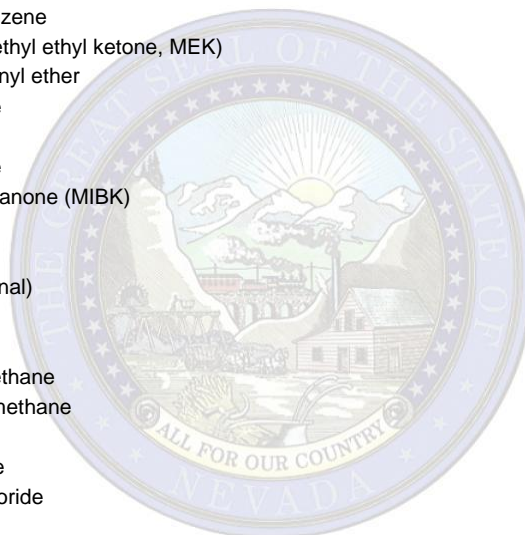 zene
ethyl ethyl ketone, MEK)
nyl ether
e
e
anone (MIBK)
nal)
ethane
nethane
e
oride
THE GREAT SEAL OF THE STATE OF
NEVADA
ALL FOR OUR COUNTRY